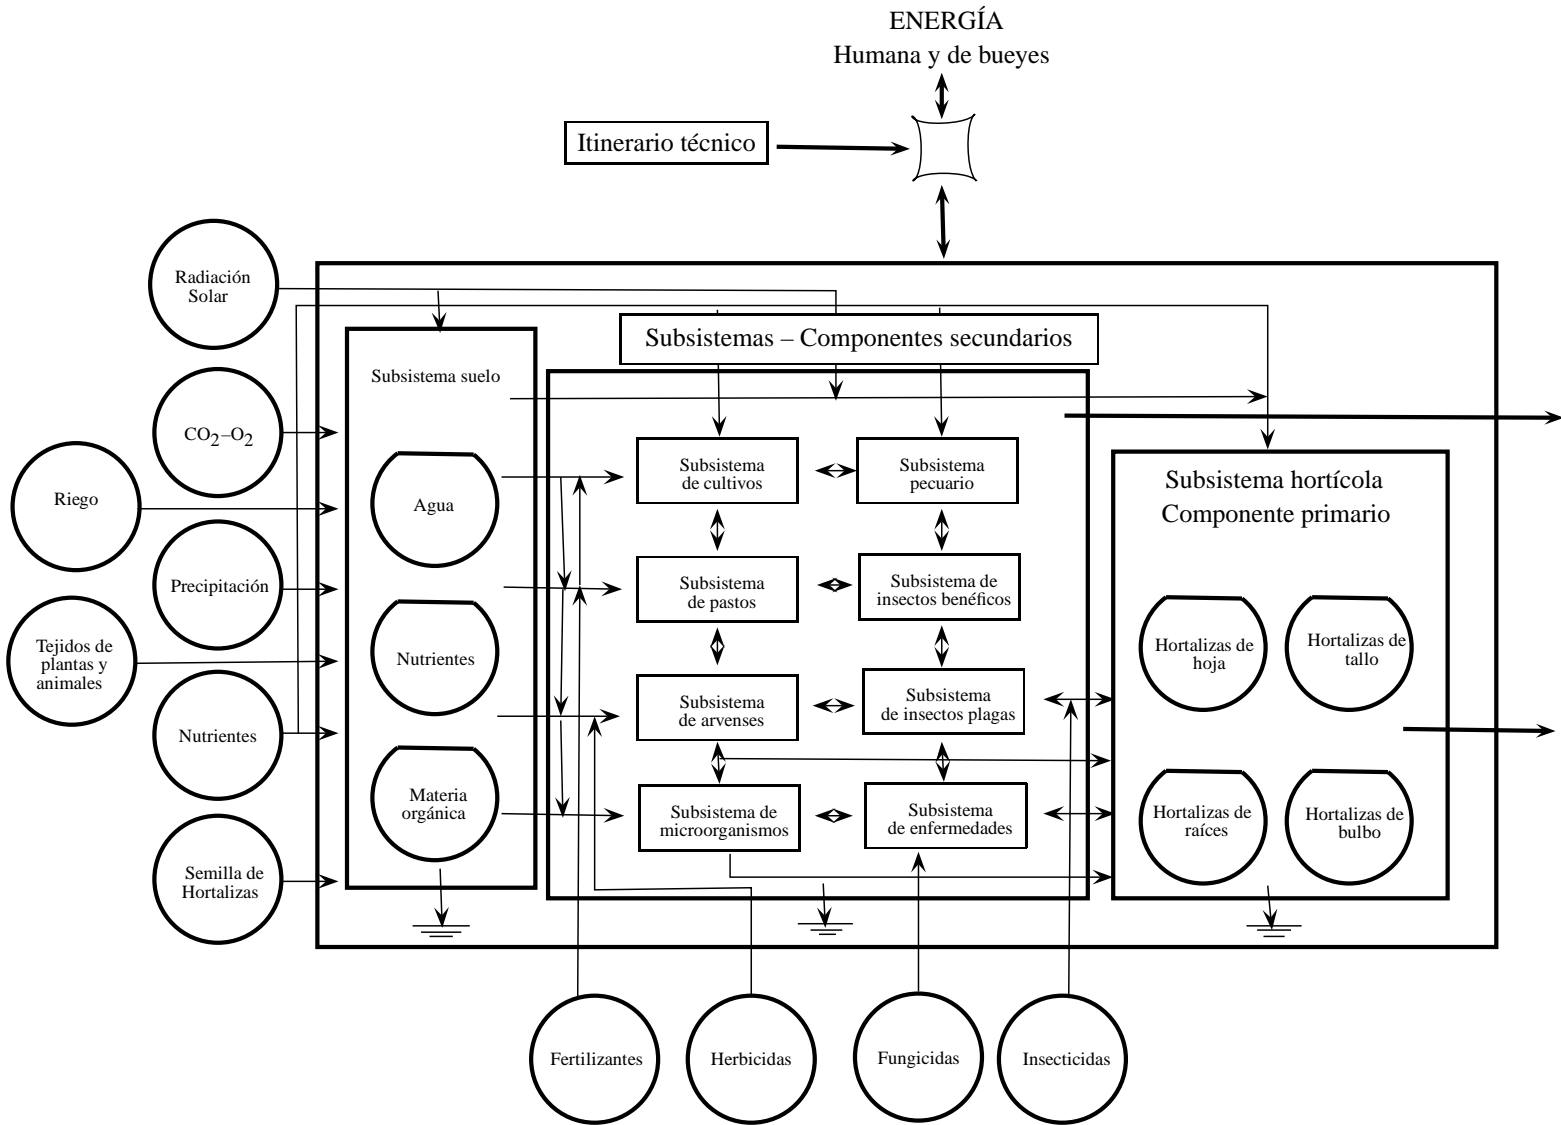 ENERGÍA
Humana y de bueyes
Itinerario técnico
Radiación
Solar
Subsistemas – Componentes secundarios
Subsistema suelo
CO2–O2
Riego
Agua
Subsistema
de cultivos
Subsistema
pecuario
Subsistema hortícola
Componente primario
Precipitación
Subsistema
de pastos
Subsistema de
insectos benéficos
Tejidos de
plantas y
animales
Nutrientes
Hortalizas de
hoja
Hortalizas de
tallo
Nutrientes
Subsistema
de arvenses
Subsistema
de insectos plagas
Materia
orgánica
Subsistema de
microorganismos
Subsistema
de enfermedades
Hortalizas de
raíces
Hortalizas de
bulbo
Semilla de
Hortalizas
Fertilizantes
Herbicidas
Fungicidas
Insecticidas